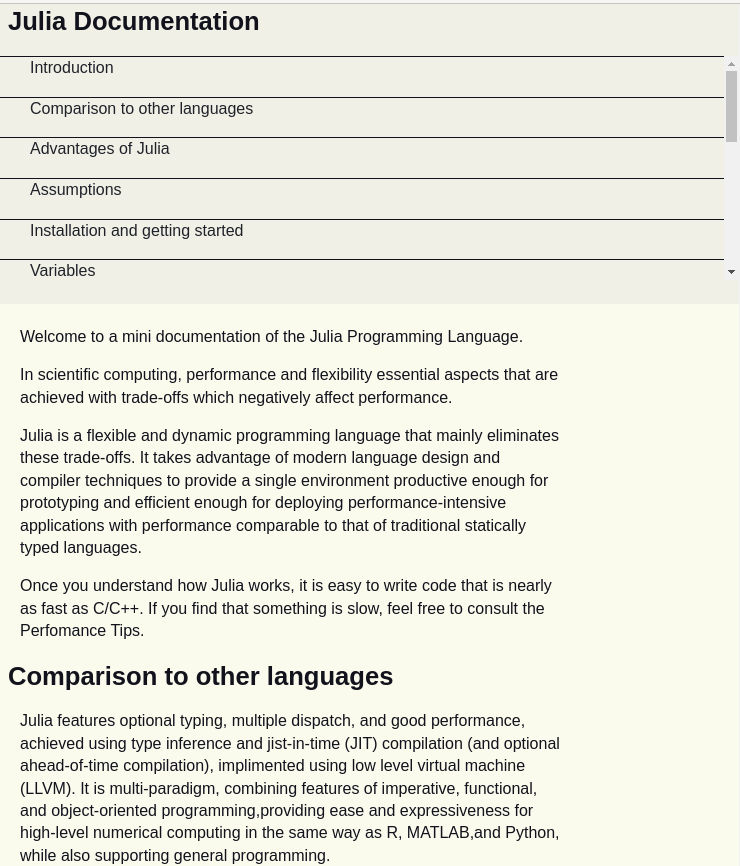 Julia Documentation
Introduction
Comparison to other languages
Advantages of Julia
Assumptions
Installation and getting started
Variables
Welcome to a mini documentation of the Julia Programming Language.
In scientific computing, performance and flexibility essential aspects that are
achieved with trade-offs which negatively affect performance.
Julia is a flexible and dynamic programming language that mainly eliminates
these trade-offs. It takes advantage of modern language design and
compiler techniques to provide a single environment productive enough for
prototyping and efficient enough for deploying performance-intensive
applications with performance comparable to that of traditional statically
typed languages.
Once you understand how Julia works, it is easy to write code that is nearly
as fast as C/C++. If you find that something is slow, feel free to consult the
Perfomance Tips.
Comparison to other languages
Julia features optional typing, multiple dispatch, and good performance,
achieved using type inference and jist-in-time (JIT) compilation (and optional
ahead-of-time compilation), implimented using low level virtual machine
(LLVM). It is multi-paradigm, combining features of imperative, functional,
and object-oriented programming,providing ease and expressiveness for
high-level numerical computing in the same way as R, MATLAB,and Python,
while also supporting general programming.